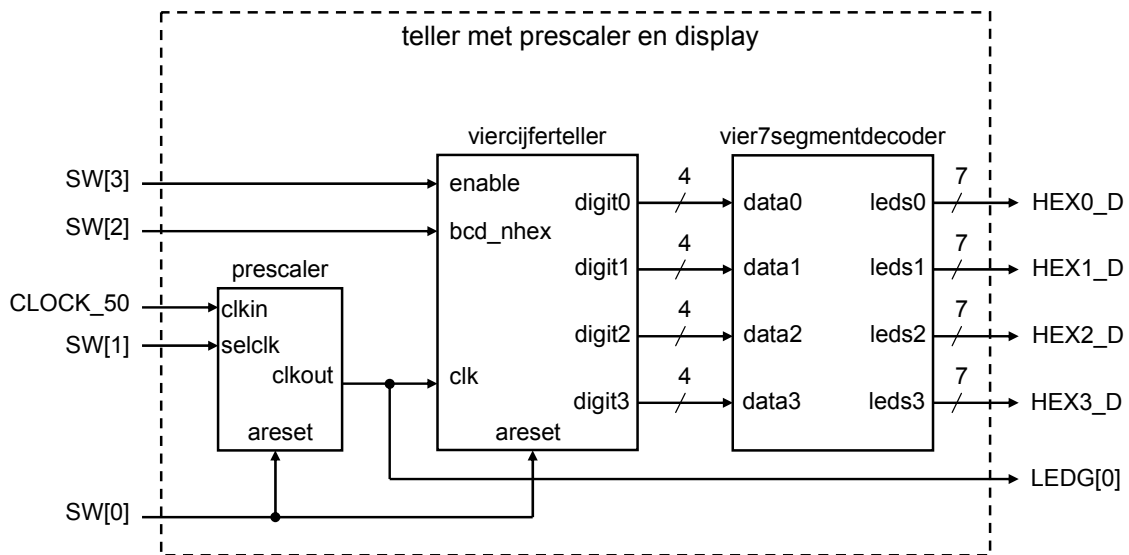 teller met prescaler en display
viercijferteller
vier7segmentdecoder
SW[3]
enable
digit0
4
data0
leds0
7
HEX0_D
SW[2]
bcd_nhex
digit1
4
data1
leds1
7
HEX1_D
prescaler
CLOCK_50
clkin
SW[1]
selclk
digit2
4
data2
leds2
7
HEX2_D
clkout
clk
digit3
4
data3
leds3
7
HEX3_D
areset
areset
LEDG[0]
SW[0]